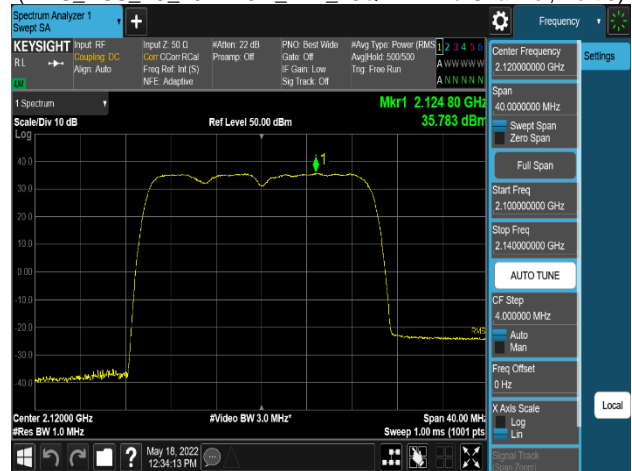 Spectrum Analyzer 1
Swept SA
Frequency
KEYSIGHT
RL
LXI
Input: RF
Coupling: DC
Align: Auto
Input Z: 50 Ω
Corr CCorr RCal
Freq Ref: Int (S)
NFE: Adaptive
#Atten: 22 dB
Preamp: Off
PNO: Best Wide
Gate: Off
IF Gain: Low
Sig Track: Off
#Avg Type: Power (RMS
Avg|Hold: 500/500
Trig: Free Run
1 2 3 4 5 6
A W W W W W
A N N N N N
1 Spectrum
Mkr1 2.124 80 GHz
Scale/Div 10 dB
Ref Level 50.00 dBm
35.783 dBm
Log
40.0
30.0
20.0
10.0
0.00
-10.0
-20.0
-30.0
-40.0
1
RMS
Center 2.12000 GHz
#Video BW 3.0 MHz*
Span 40.00 MHz
#Res BW 1.0 MHz
Sweep 1.00 ms (1001 pts
May 18, 2022
12:34:13 PM
Center Frequency
2.120000000 GHz
Span
40.0000000 MHz
Swept Span
Zero Span
Full Span
Start Freq
2.100000000 GHz
Stop Freq
2.140000000 GHz
AUTO TUNE
CF Step
4.000000 MHz
Auto
Man
Freq Offset
0 Hz
X Axis Scale
Log
Lin
Signal Track
(Span Zoom)
Settings
Local